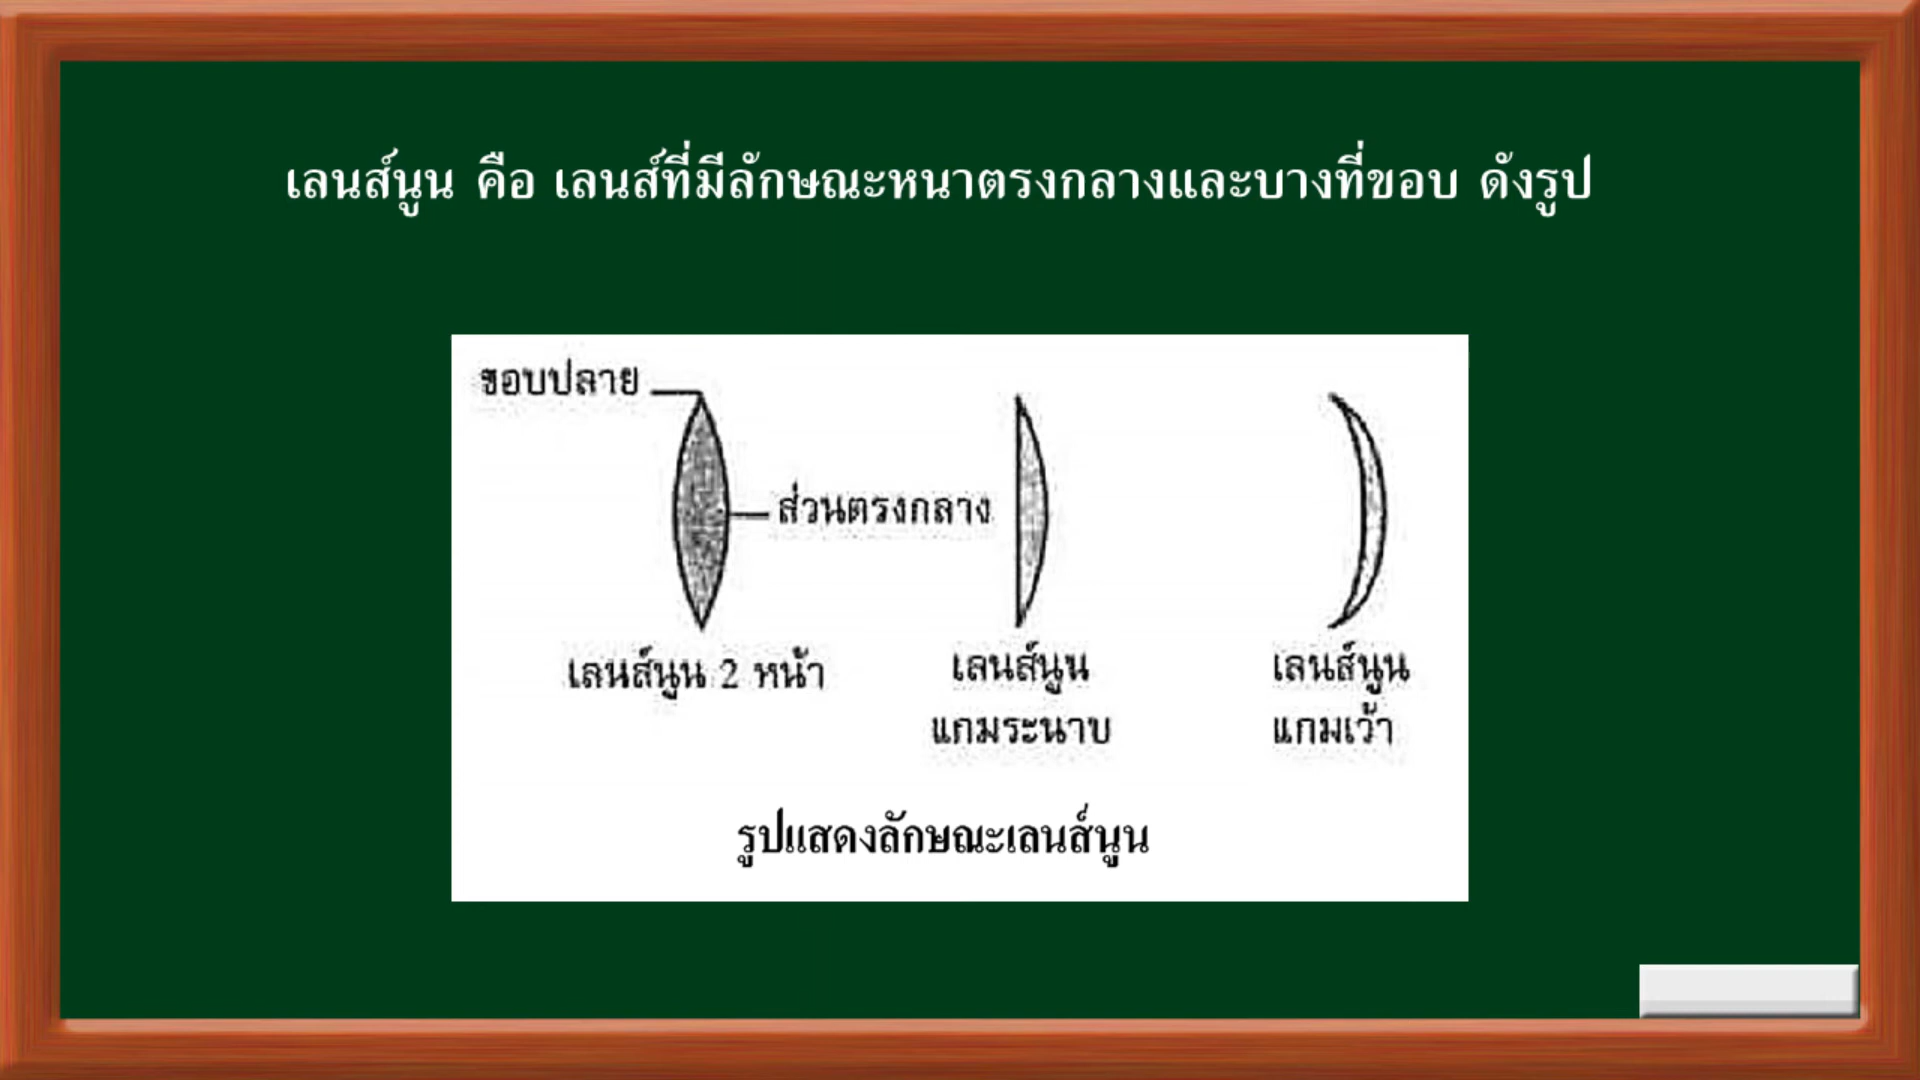 เลนส์นูน คือ เลนส์ที่มีลักษณะหนาตรงกลางและบางที่ขอบ ดังรูป
ขอบปลาย
ส่วนตรงกลาง
เลนส์นูน 2 หน้า
เลนส์นูน
แกมระนาบ
เลนส์นูน
แกมเว้า
รูปแสดงลักษณะเลนส์นูน